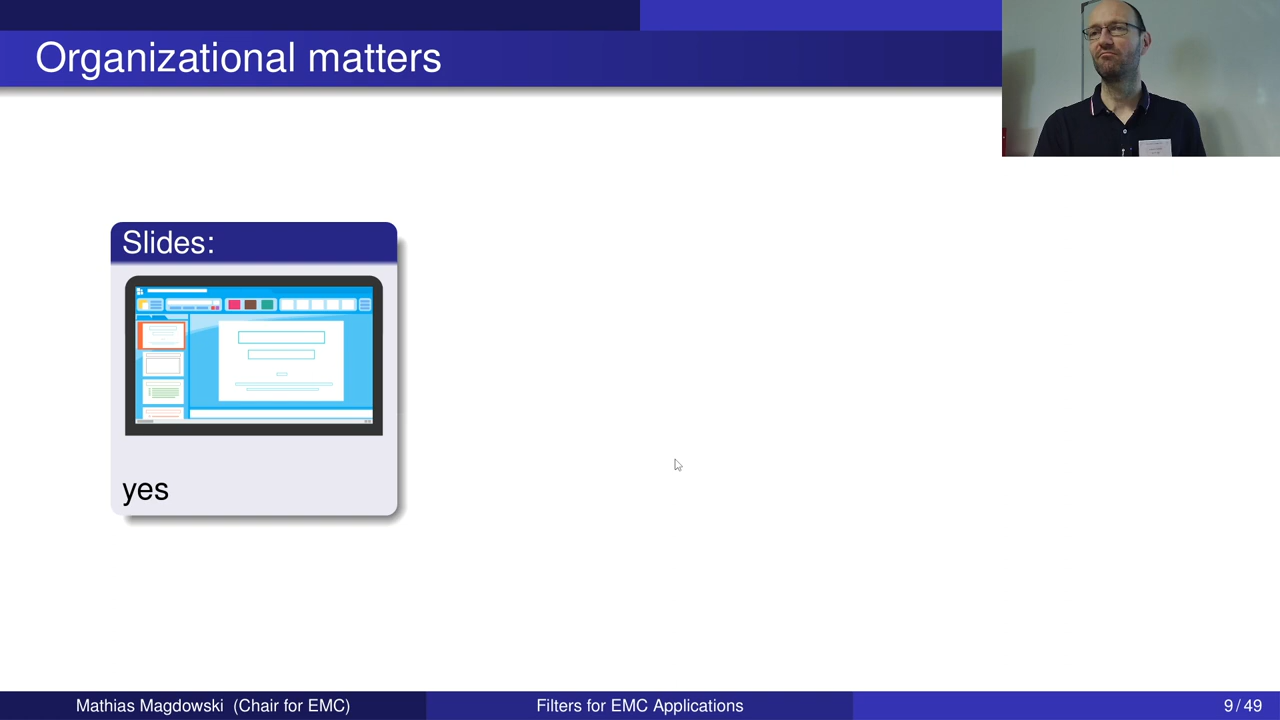 Organizational matters
Slides:
yes
Mathias Magdowski (Chair for EMC)
Filters for EMC Applications
9 / 49